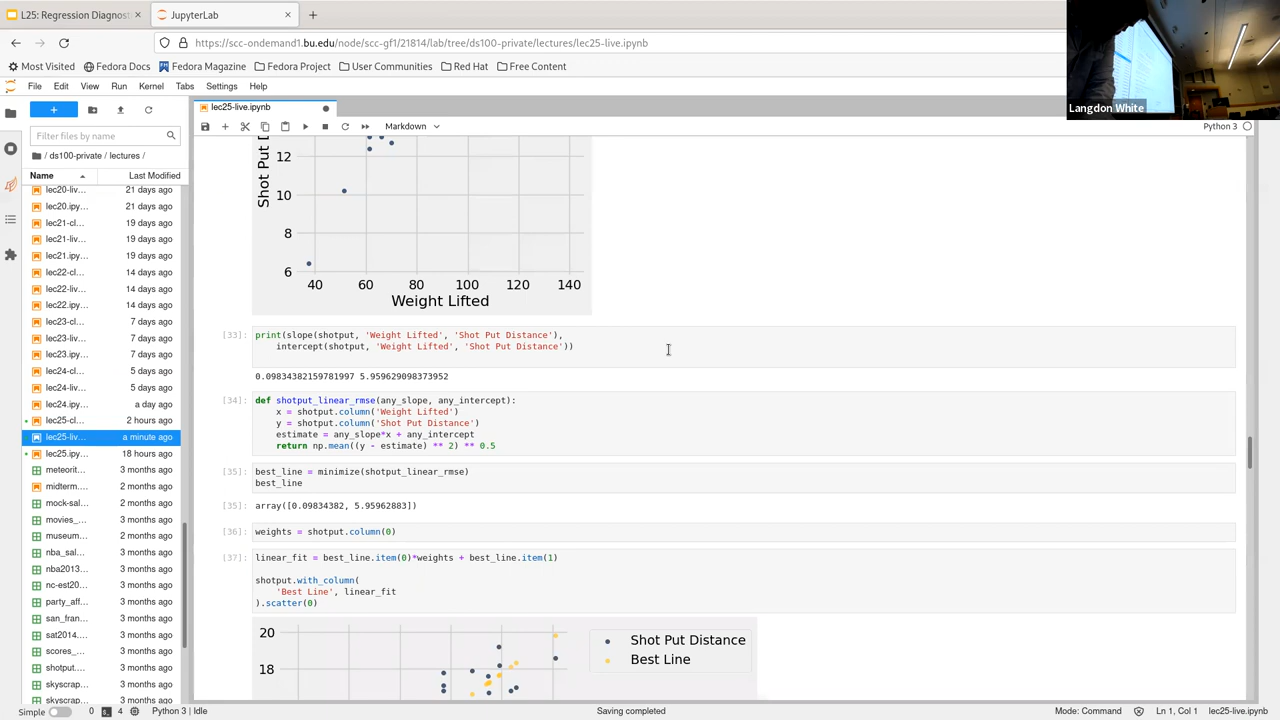 L25: Regression Diagnost
JupyterLab
https://scc-ondemand1.bu.edu/node/scc-gf1/21814/lab/tree/ds100-private/lectures/lec25-live.ipynb
Most Visited Fedora Docs Fedora Magazine Fedora Project User Communities Red Hat Free Content
Langdon White
File Edit View Run Kernel Tabs Settings Help
lec25-live.ipynb
Markdown
Python 3
Filter files by name
/ ds100-private / lectures /
Name Last Modified
lec20-liv... 21 days ago
lec20.ipy... 21 days ago
lec21-cl... 19 days ago
lec21-liv... 19 days ago
lec21.ipy... 19 days ago
lec22-cl... 14 days ago
lec22-liv... 14 days ago
lec22.ipy... 14 days ago
lec23-cl... 7 days ago
lec23-liv... 7 days ago
lec23.ipy... 7 days ago
lec24-cl... 5 days ago
lec24-liv... 5 days ago
lec24.ipy... a day ago
lec25-cl... 2 hours ago
lec25-liv... a minute ago
lec25.ipy... 18 hours ago
meteorit... 3 months ago
midterm.... 2 months ago
mock-sal... 2 months ago
movies_... 3 months ago
museum... 2 months ago
nba_sal... 3 months ago
nba2013... 3 months ago
nc-est20... 3 months ago
party_aff... 3 months ago
san_fran... 3 months ago
sat2014.... 3 months ago
scores_... 3 months ago
shotput.... 3 months ago
skyscrap... 3 months ago
skyscrap... 3 months ago
Shot Put
12
10
8
6
40 60 80 100 120 140
Weight Lifted
[33]: print(slope(shotput, 'Weight Lifted', 'Shot Put Distance'),
intercept(shotput, 'Weight Lifted', 'Shot Put Distance'))
0.09834382159781997 5.959629098373952
[34]: def shotput_linear_rmse(any_slope, any_intercept):
x = shotput.column('Weight Lifted')
y = shotput.column('Shot Put Distance')
estimate = any_slope*x + any_intercept
return np.mean((y - estimate) ** 2) ** 0.5
[35]: best_line = minimize(shotput_linear_rmse)
best_line
[35]: array([0.09834382, 5.95962883])
[36]: weights = shotput.column(0)
[37]: linear_fit = best_line.item(0)*weights + best_line.item(1)
shotput.with_column(
'Best Line', linear_fit
).scatter(0)
20
18
Shot Put Distance
Best Line
Simple 0 4 Python 3 | Idle Saving completed Mode: Command Ln 1, Col 1 lec25-live.ipynb